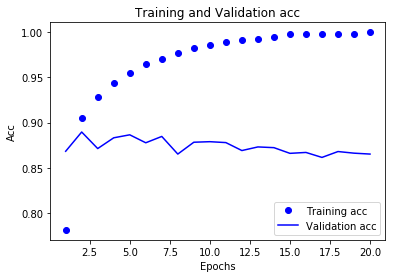 Training and Validation acc
1.00
0.95
0.90
0.85
0.80
Acc
Training acc
Validation acc
2.5 5.0 7.5 10.0 12.5 15.0 17.5 20.0
Epochs